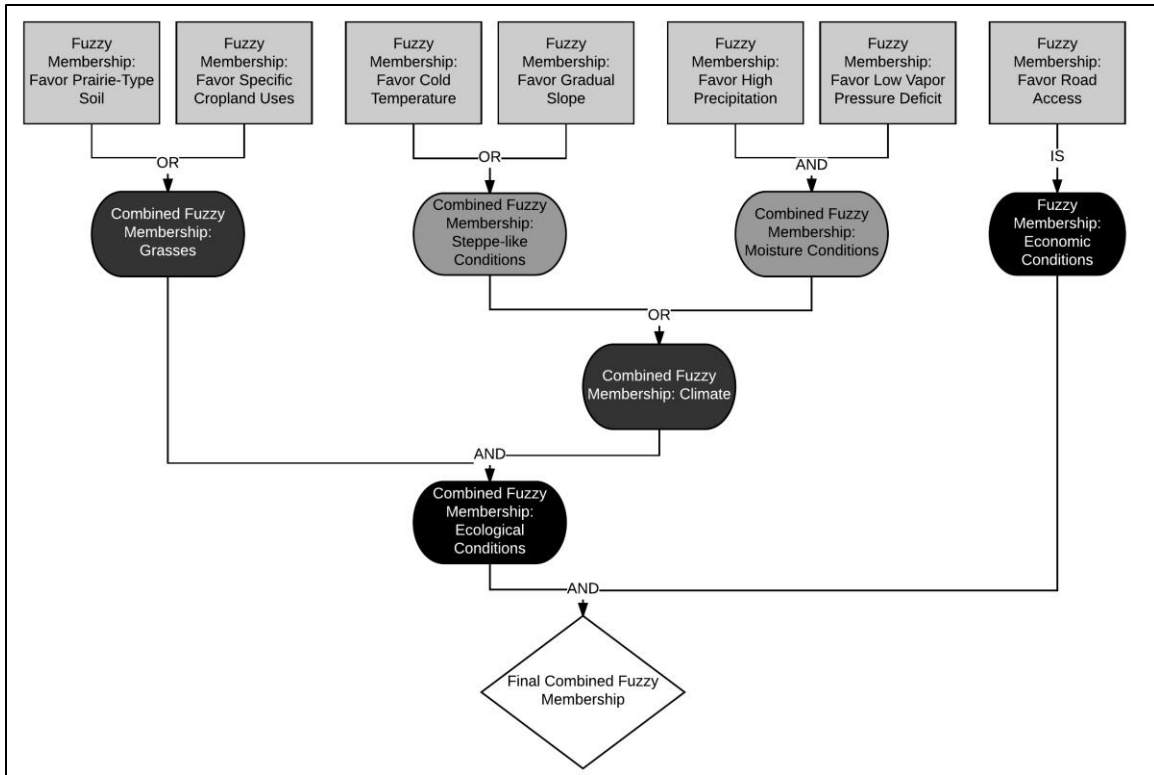 Fuzzy
Membership:
Favor Prairie-Type
Soil
Fuzzy
Membership:
Favor Specific
Cropland Uses
Fuzzy
Membership:
Favor Cold
Temperature
Fuzzy
Membership:
Favor Gradual
Slope
Fuzzy
Membership:
Favor High
Precipitation
Fuzzy
Membership:
Favor Low Vapor
Pressure Deficit
Fuzzy
Membership:
Favor Road
Access
OR
OR
AND
IS
Combined Fuzzy
Membership:
Grasses
Combined Fuzzy
Membership:
Steppe-like
Conditions
Combined Fuzzy
Membership:
Moisture Conditions
Fuzzy
Membership:
Economic
Conditions
OR
Combined Fuzzy
Membership: Climate
AND
Combined Fuzzy
Membership:
Ecological
Conditions
AND
Final Combined Fuzzy
Membership